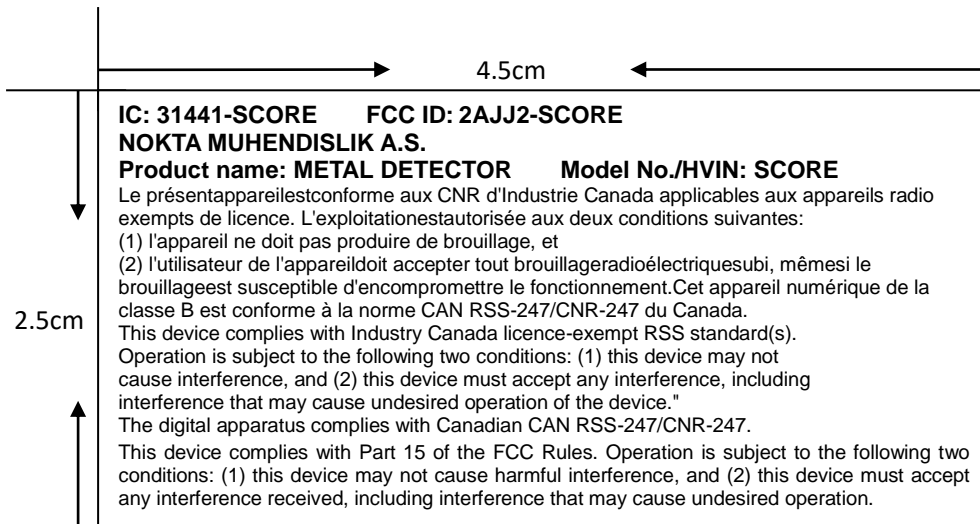 4.5cm
IC: 31441-SCORE FCC ID: 2AJJ2-SCORE
NOKTA MUHENDISLIK A.S.
Product name: METAL DETECTOR Model No./HVIN: SCORE
Le présentappareilestconforme aux CNR d'Industrie Canada applicables aux appareils radio
exempts de licence. L'exploitationestautorisée aux deux conditions suivantes:
(1) l'appareil ne doit pas produire de brouillage, et
(2) l'utilisateur de l'appareildoit accepter tout brouillageradioélectriquesubi, mêmesi le
brouillageest susceptible d'encompromettre le fonctionnement.Cet appareil numérique de la
classe B est conforme à la norme CAN RSS-247/CNR-247 du Canada.
2.5cm
This device complies with Industry Canada licence-exempt RSS standard(s).
Operation is subject to the following two conditions: (1) this device may not
cause interference, and (2) this device must accept any interference, including
interference that may cause undesired operation of the device."
The digital apparatus complies with Canadian CAN RSS-247/CNR-247.
This device complies with Part 15 of the FCC Rules. Operation is subject to the following two
conditions: (1) this device may not cause harmful interference, and (2) this device must accept
any interference received, including interference that may cause undesired operation.